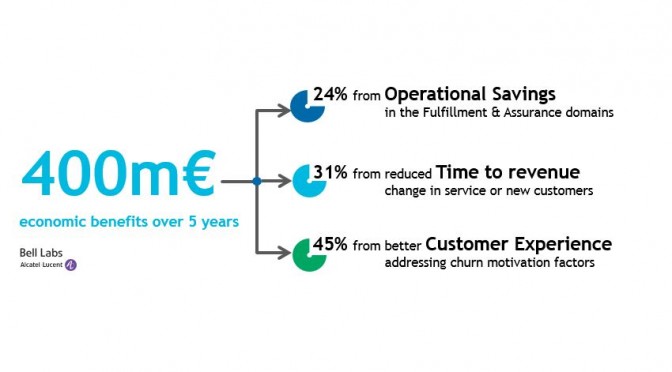 400m€
economic benefits over 5 years
Bell Labs
Alcatel Lucent
24% from Operational Savings
in the Fulfillment & Assurance domains
31% from reduced Time to revenue
change in service or new customers
45% from better Customer Experience
addressing churn motivation factors